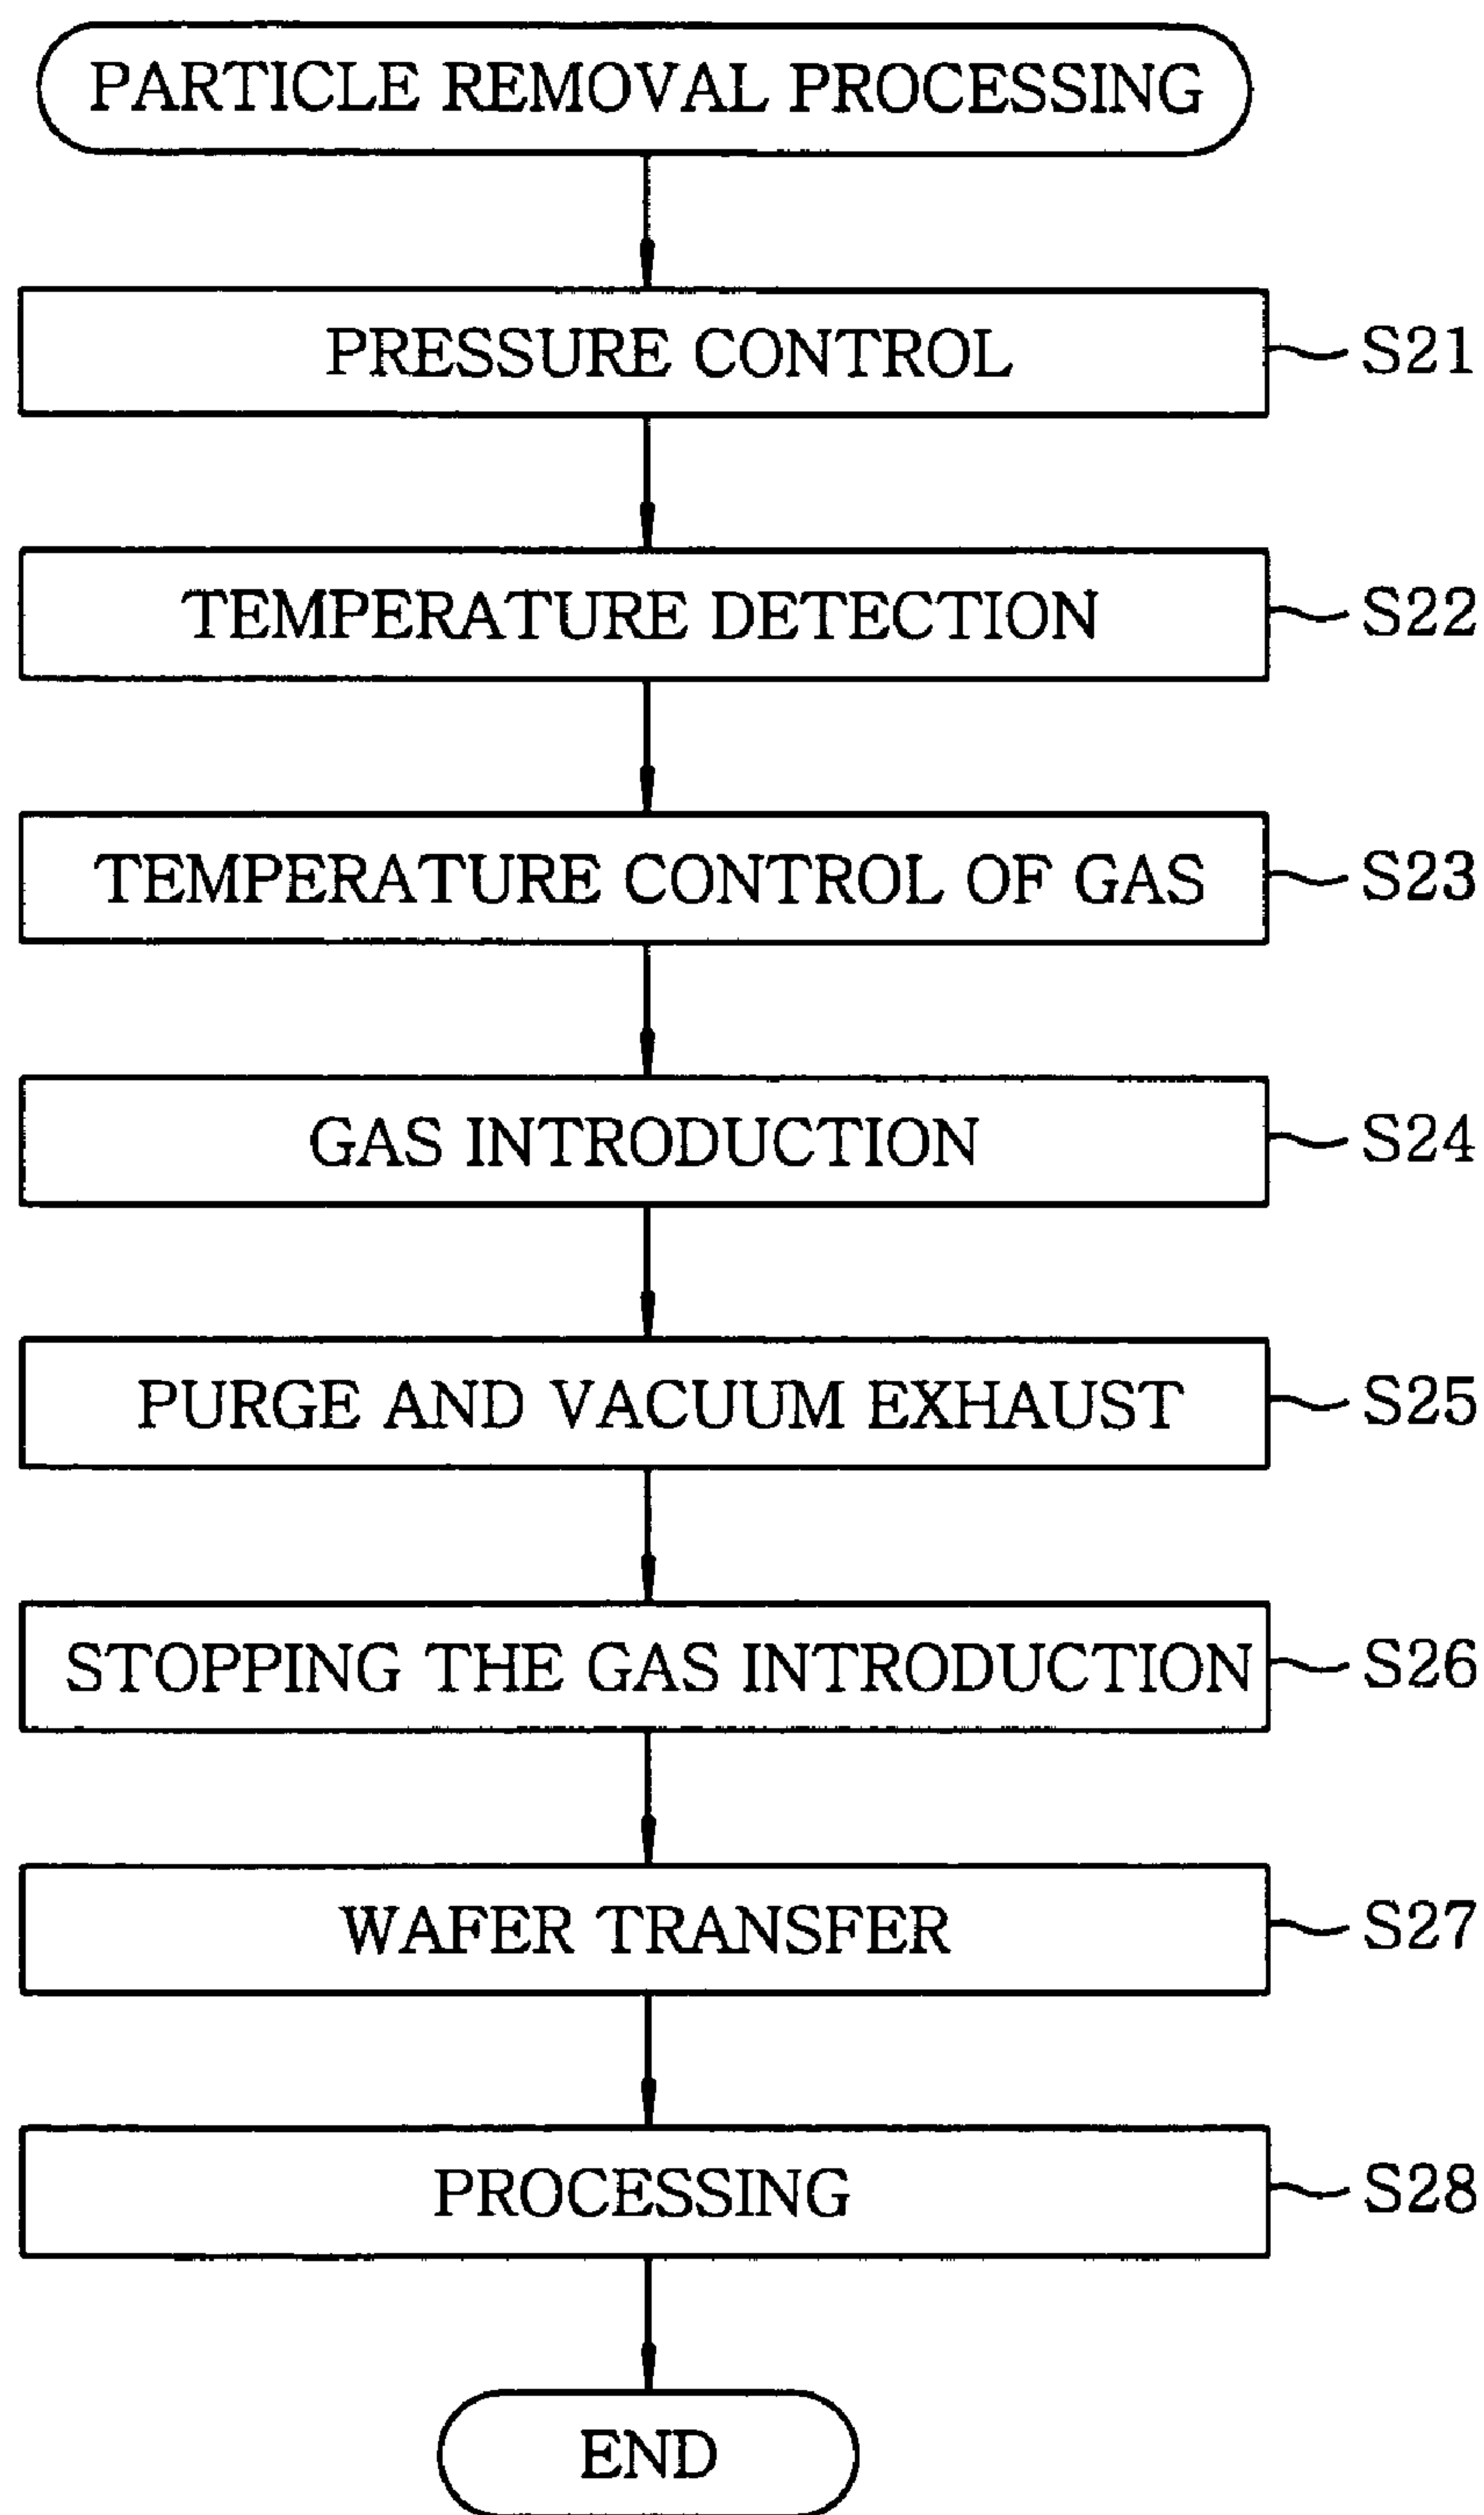 PARTICLE REMOVAL PROCESSING
PRESSURE CONTROL S21
TEMPERATURE DETECTION S22
TEMPERATURE CONTROL OF GAS S23
GAS INTRODUCTION S24
PURGE AND VACUUM EXHAUST S25
STOPPING THE GAS INTRODUCTION S26
WAFER TRANSFER S27
PROCESSING S28
END